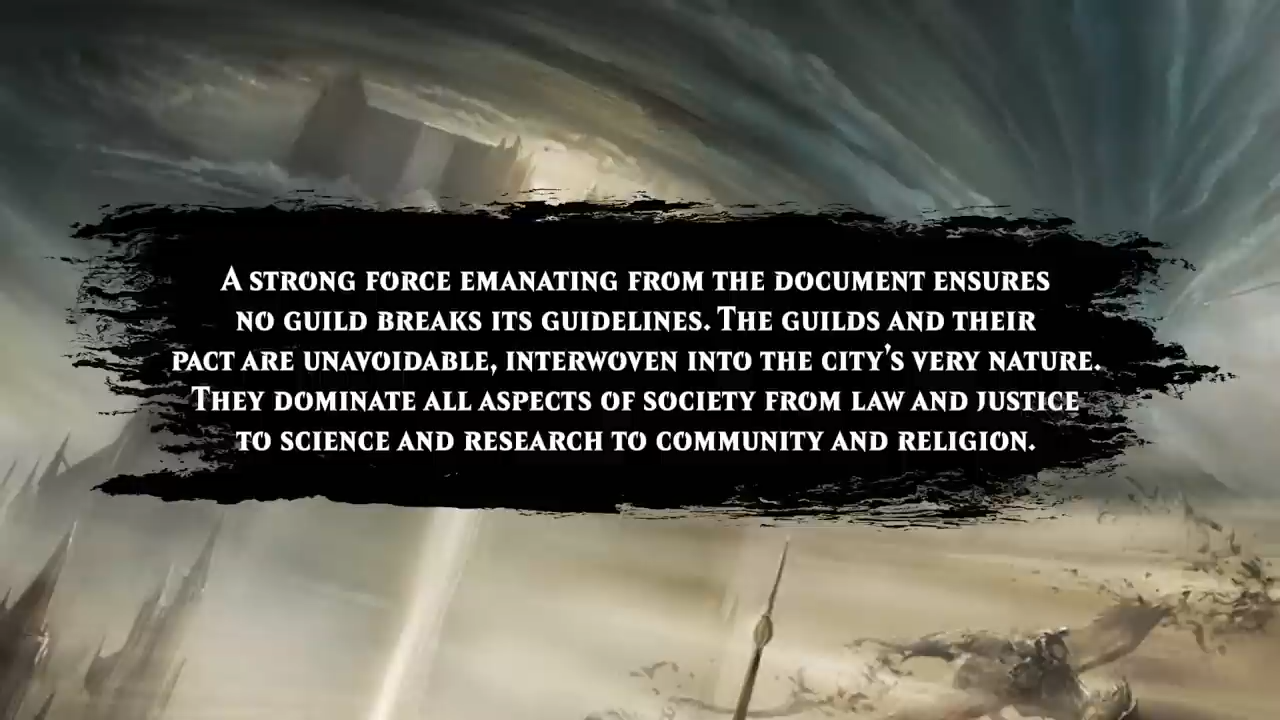 A strong force emanating from the document ensures
no guild breaks its guidelines. The guilds and their
pact are unavoidable, interwoven into the city's very nature.
They dominate all aspects of society from law and justice
to science and research to community and religion.